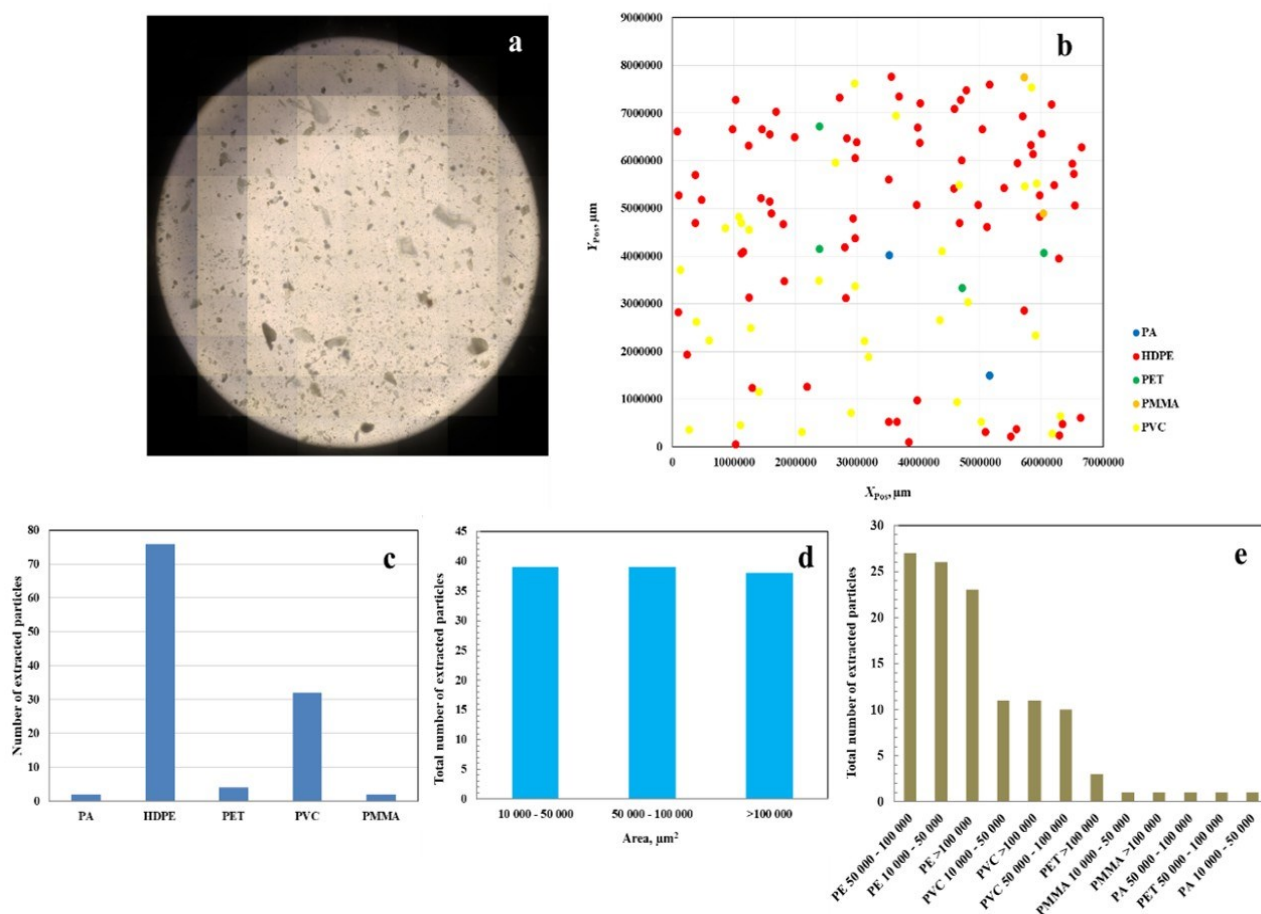 a
b
9000000
8000000
7000000
6000000
5000000
4000000
3000000
2000000
1000000
0
Y Pos, µm
0 1000000 2000000 3000000 4000000 5000000 6000000 7000000
X Pos, µm
PA
HDPE
PET
PMMA
PVC
c
80
70
60
50
40
30
20
10
0
Number of extracted particles
PA HDPE PET PVC PMMA
d
45
40
35
30
25
20
15
10
5
0
Total number of extracted particles
10 000 - 50 000 50 000 - 100 000 >100 000
Area, µm²
e
30
25
20
15
10
5
0
Total number of extracted particles
PE 50 000 - 100 000
PE 10 000 - 50 000
PE >100 000
PVC 10 000 - 50 000
PVC >100 000
PVC 50 000 - 100 000
PET >100 000
PMMA 10 000 - 50 000
PMMA >100 000
PA 50 000 - 100 000
PET 50 000 - 100 000
PA 10 000 - 50 000